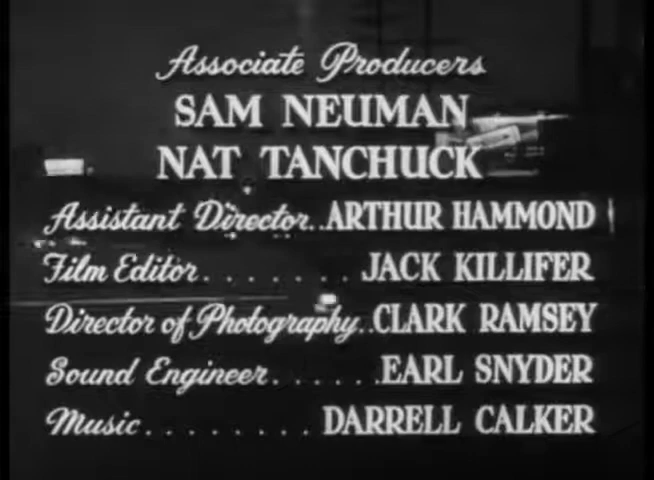 Associate Producers
SAM NEUMAN
NAT TANCHUCK
Assistant Director..ARTHUR HAMMOND
Film Editor.......JACK KILLIFER
Director of Photography..CLARK RAMSEY
Sound Engineer......EARL SNYDER
Music........DARRELL CALKER